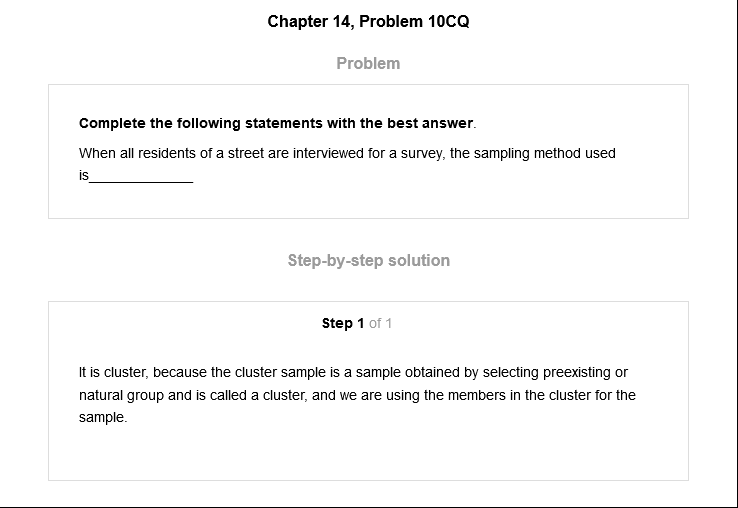 Chapter 14, Problem 10CQ
Problem
Complete the following statements with the best answer.
When all residents of a street are interviewed for a survey, the sampling method used
is______________
Step-by-step solution
Step 1 of 1
It is cluster, because the cluster sample is a sample obtained by selecting preexisting or
natural group and is called a cluster, and we are using the members in the cluster for the
sample.